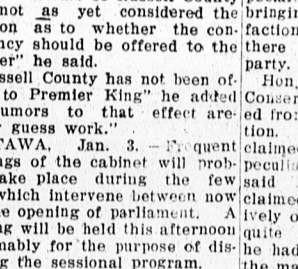 not as yet considered the
on as to whether the con-
ncy should be offered to the
er" he said.
ssell County has not been of-
to Premier King" he added
umors to that effect are
guess work."
TAWA, Jan. 3. — Frequent
ngs of the cabinet will prob-
ake place during the few
which intervene between now
e opening of parliament. A
ng will be held this afternoon
mably for the purpose of dis-
g the sessional program.
bringin
faction
there
party.
Hon.
Conser
ed fro
tion.
claime
peculia
said
claime
ively o
quite
he had
the ma